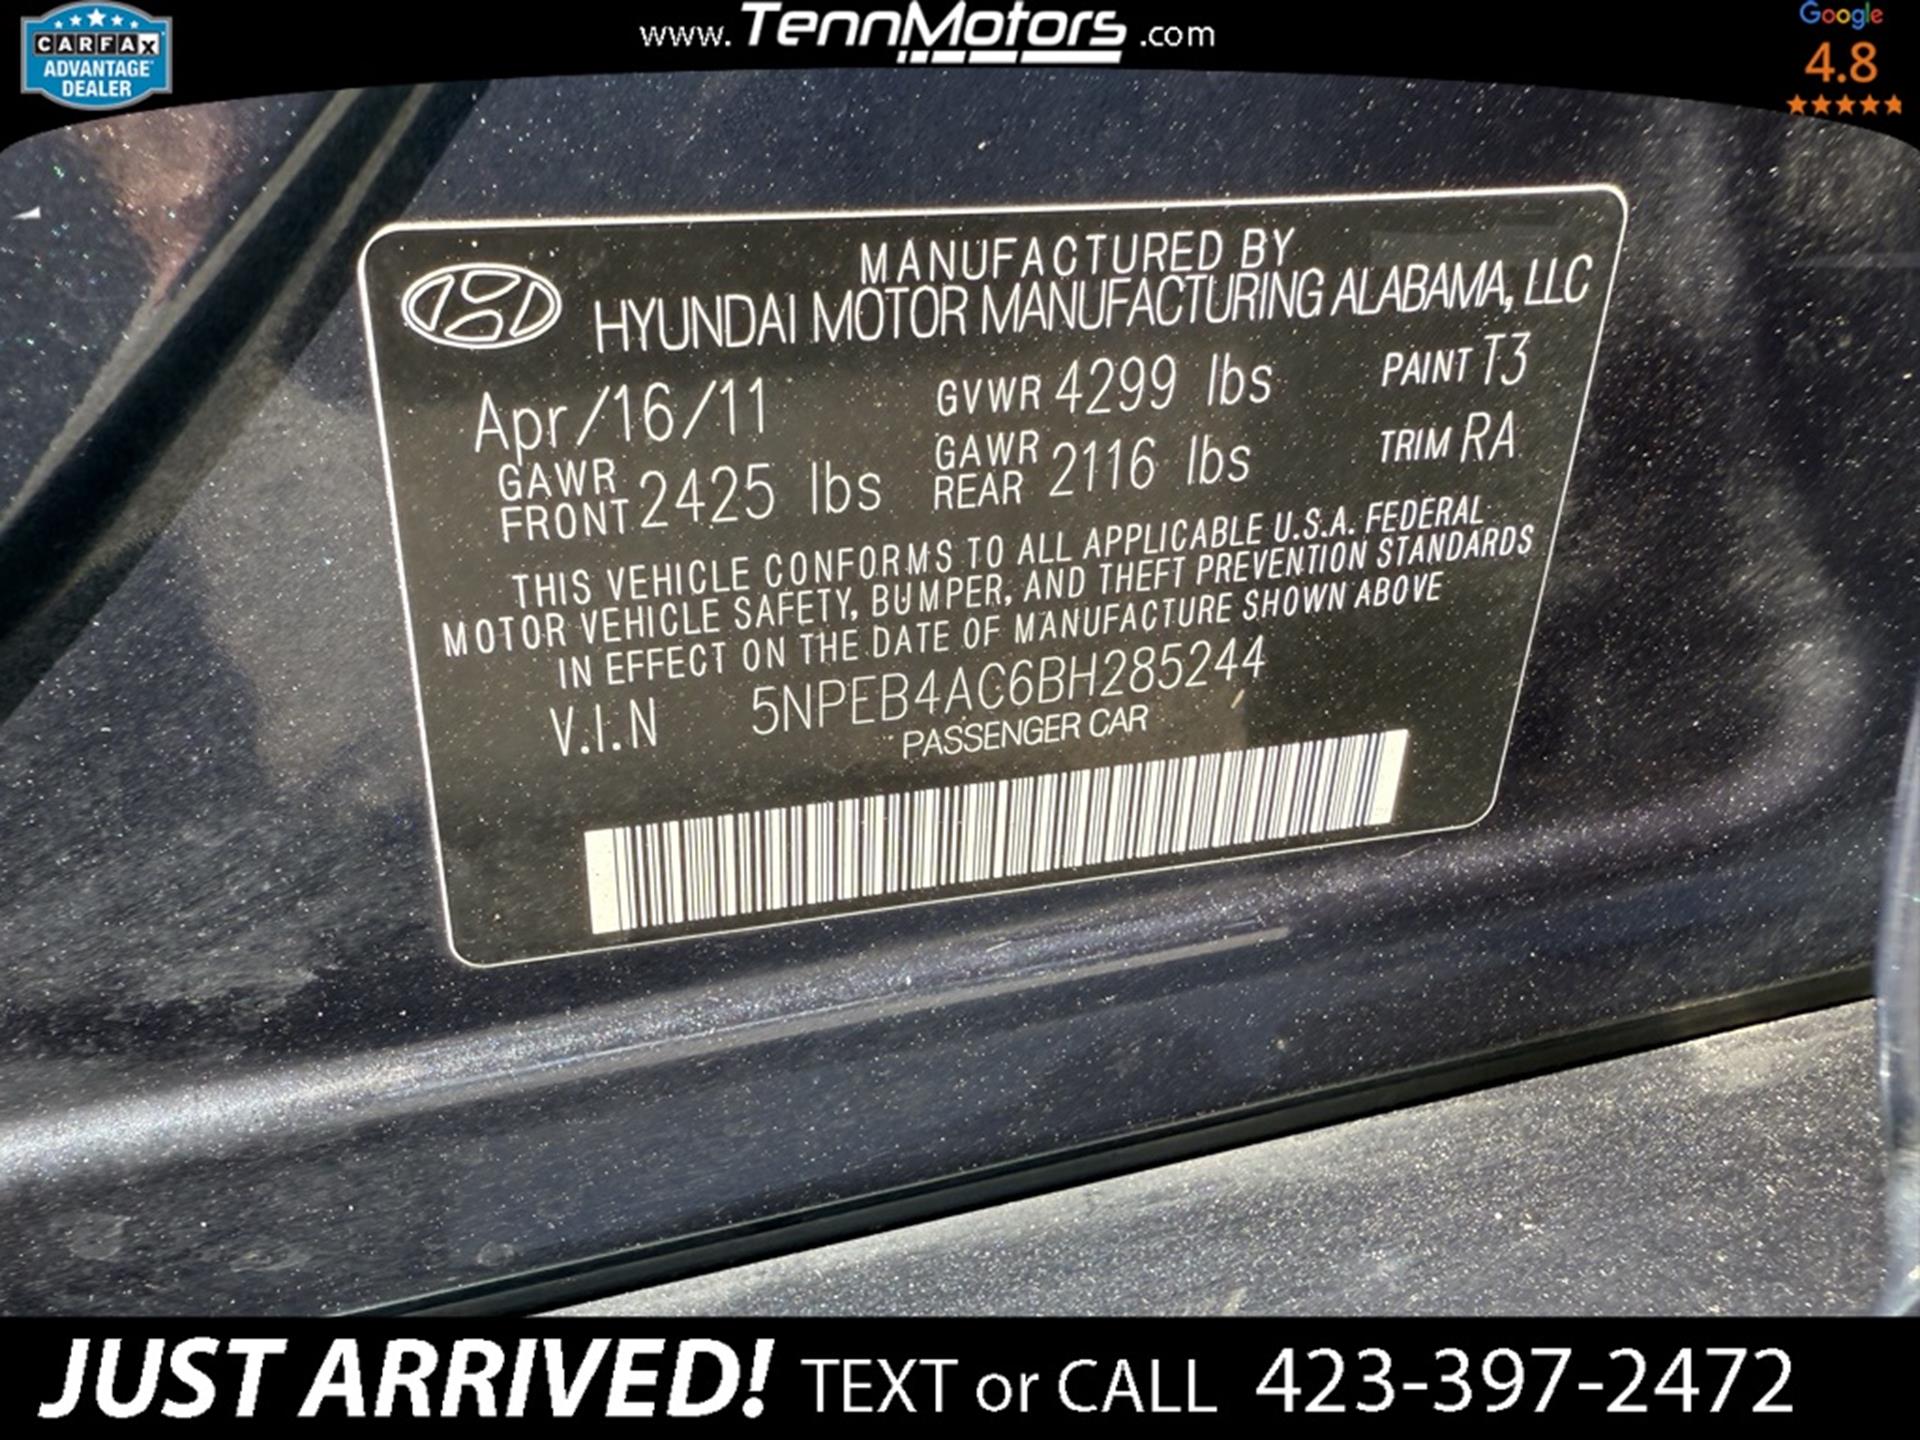 CARFAX
ADVANTAGE
DEALER
www.TennMotors.com
Google
4.8
MANUFACTURED BY
HYUNDAI MOTOR MANUFACTURING ALABAMA, LLC
Apr/16/11 GVWR 4299 lbs PAINT T3
GAWR FRONT 2425 lbs GAWR REAR 2116 lbs TRIM RA
THIS VEHICLE CONFORMS TO ALL APPLICABLE U.S.A. FEDERAL
MOTOR VEHICLE SAFETY, BUMPER, AND THEFT PREVENTION STANDARDS
IN EFFECT ON THE DATE OF MANUFACTURE SHOWN ABOVE
V.I.N 5NPEB4AC6BH285244
PASSENGER CAR
JUST ARRIVED! TEXT or CALL 423-397-2472